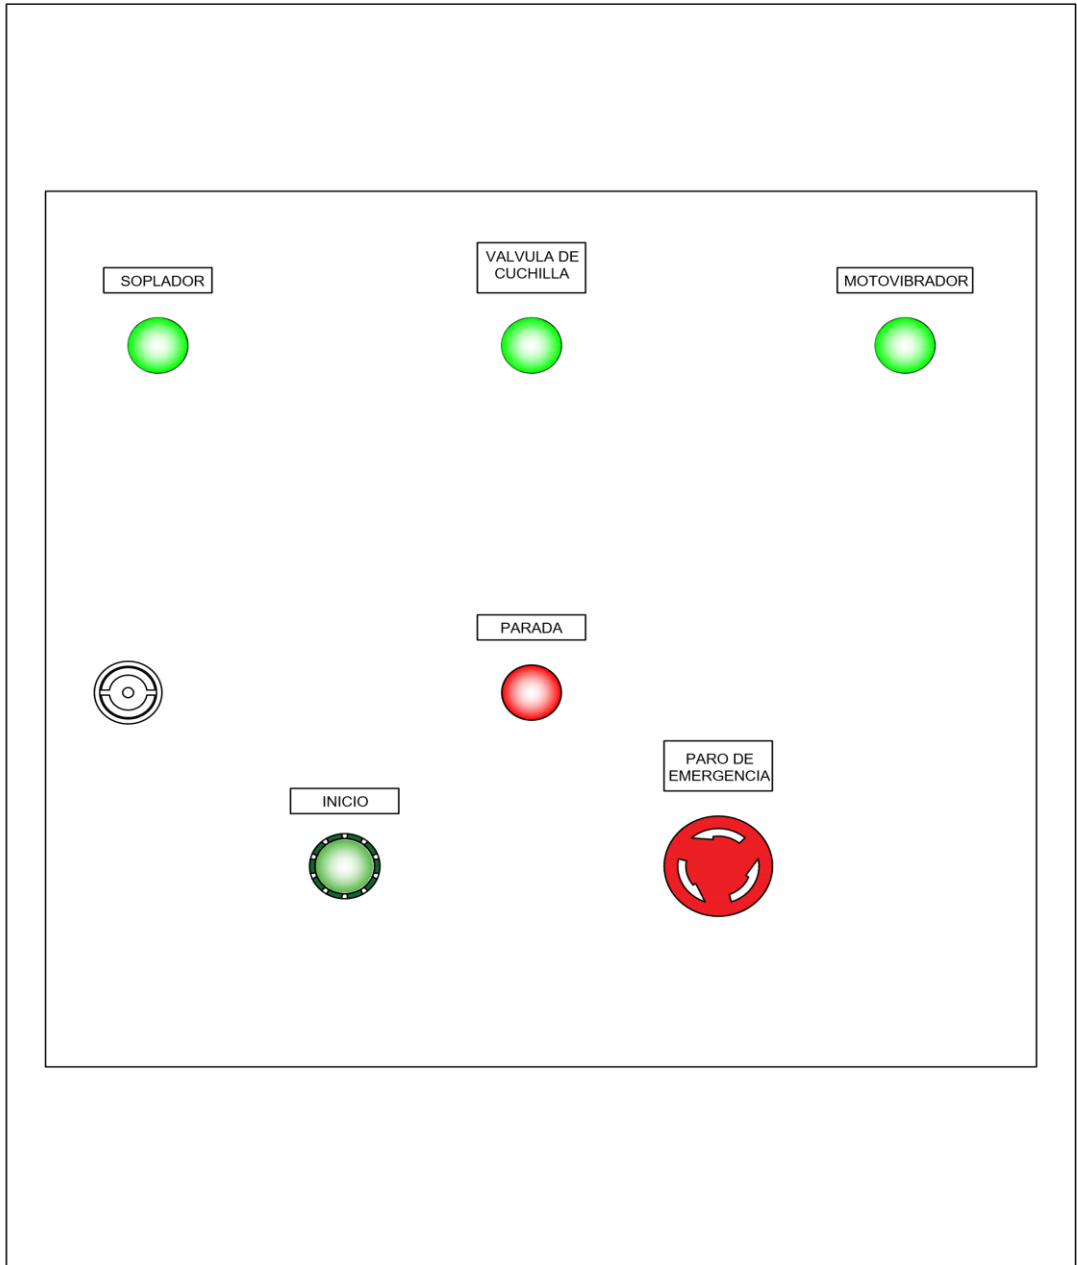 SOPLADOR
VALVULA DE
CUCHILLA
MOTOVIBRADOR
PARADA
PARO DE
EMERGENCIA
INICIO